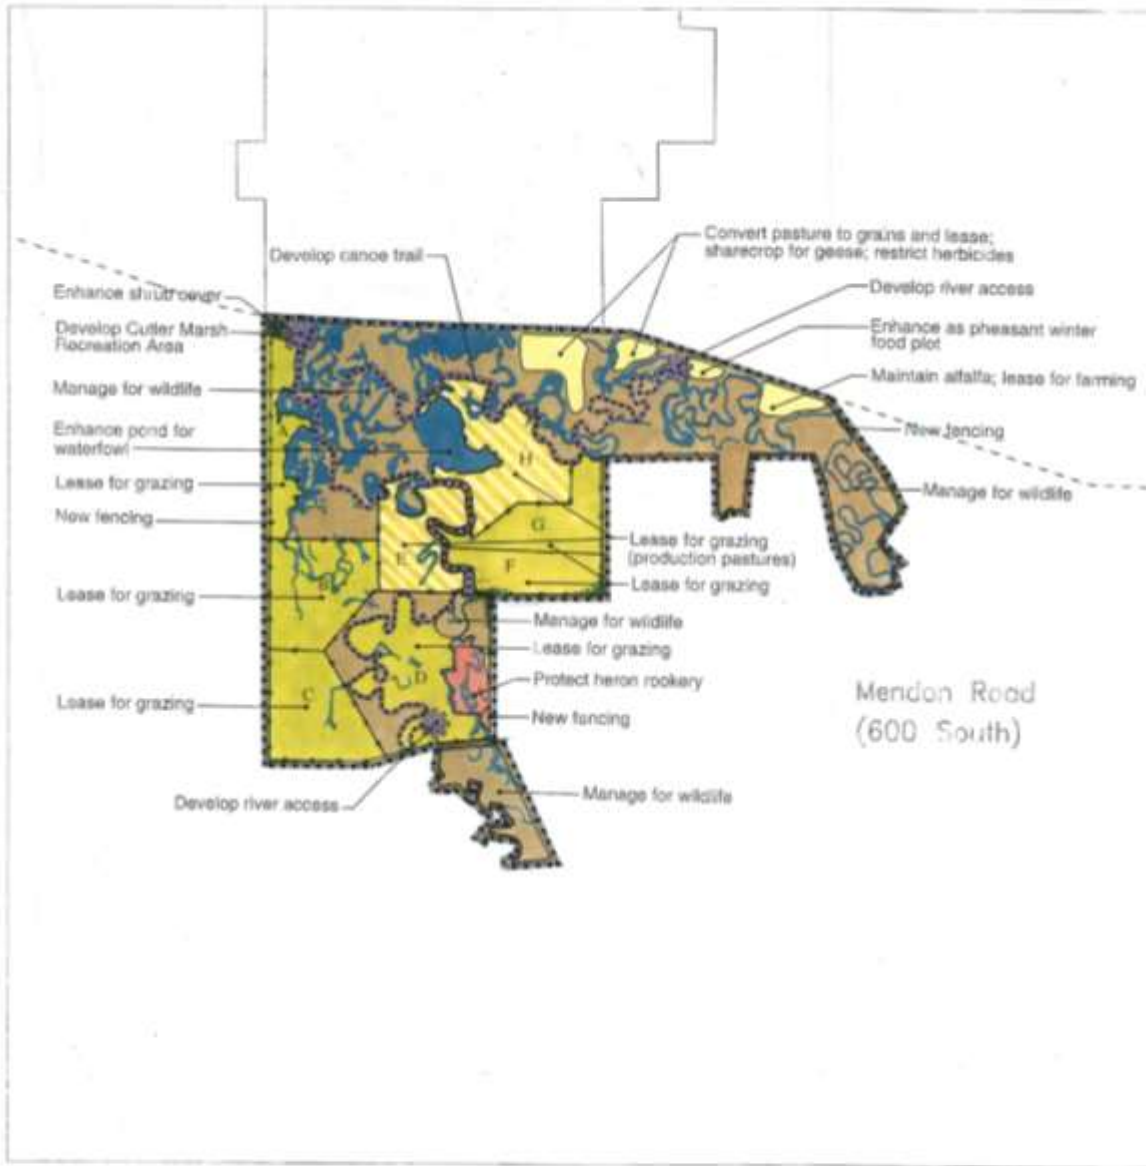 Develop canoe trail
Convert pasture to grains and lease;
sharecrop for geese; restrict herbicides
Develop river access
Enhance as pheasant winter
food plot
Maintain alfalfa; lease for farming
New fencing
Manage for wildlife
Enhance shrub cover
Develop Cutler Marsh
Recreation Area
Manage for wildlife
Enhance pond for
waterfowl
Lease for grazing
New fencing
Lease for grazing
Lease for grazing
Develop river access
H
G
E
F
D
C
Lease for grazing
(production pastures)
Lease for grazing
Manage for wildlife
Lease for grazing
Protect heron rookery
New fencing
Manage for wildlife
Mendon Road
(600 South)